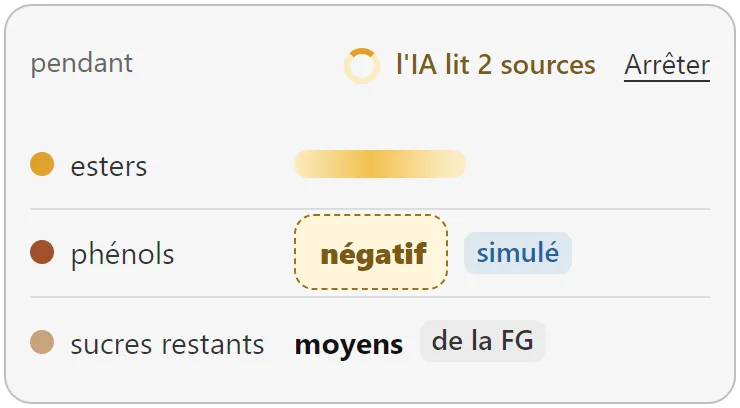 pendant l'IA lit 2 sources Arrêter
esters
phénols négatif simulé
sucres restants moyens de la FG